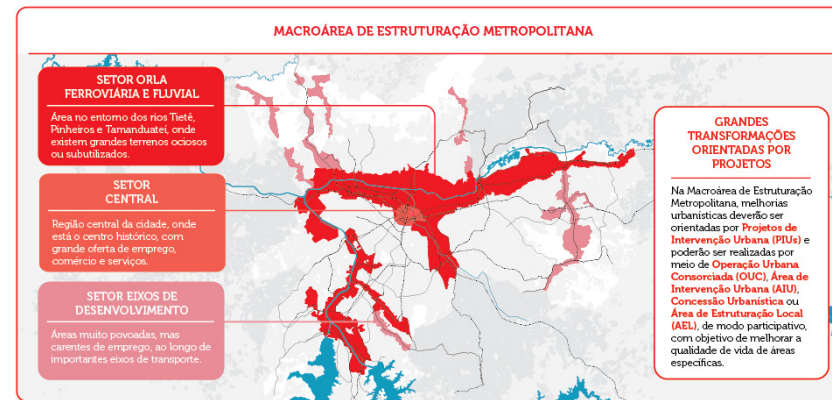 MACROÁREA DE ESTRUTURAÇÃO METROPOLITANA
SETOR ORLA
FERROVIÁRIA E FLUVIAL
Área no entorno dos rios Tietê,
Pinheiros e Tamanduateí, onde
existem grandes terrenos ociosos
ou subutilizados.
SETOR
CENTRAL
Região central da cidade, onde
está o centro histórico, com
grande oferta de emprego,
comércio e serviços.
SETOR EIXOS DE
DESENVOLVIMENTO
Áreas muito povoadas, mas
carentes de emprego, ao longo de
importantes eixos de transporte.
GRANDES
TRANSFORMAÇÕES
ORIENTADAS POR
PROJETOS
Na Macroárea de Estruturação
Metropolitana, melhorias
urbanísticas deverão ser
orientadas por Projetos de
Intervenção Urbana (PIUs) e
poderão ser realizadas por
meio de Operação Urbana
Consorciada (OUC), Área de
Intervenção Urbana (AIU),
Concessão Urbanística ou
Área de Estruturação Local
(AEL), de modo participativo,
com objetivo de melhorar a
qualidade de vida de áreas
específicas.